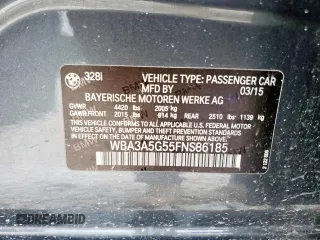 328i VEHICLE TYPE: PASSENGER CAR
MFD BY 03/15
BAYERISCHE MOTOREN WERKE AG
GVWR 4420 lbs 2005 kg
GAWR FRONT 2015 lbs 914 kg REAR 2510 lbs 1139 kg
THIS VEHICLE CONFORMS TO ALL APPLICABLE
FEDERAL MOTOR VEHICLE SAFETY, BUMPER,
AND THEFT PREVENTION STANDARDS IN
EFFECT ON THE DATE OF MANUFACTURE SHOWN ABOVE.
WBA3A5G55FNS86185
BIDAMERICAN